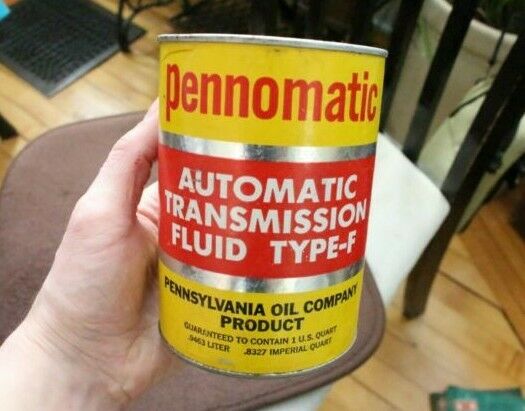 pennomatic
AUTOMATIC
TRANSMISSION
FLUID TYPE-F
PENNSYLVANIA OIL COMPANY
PRODUCT
GUARANTEED TO CONTAIN 1 U.S. QUART
.9463 LITER .8327 IMPERIAL QUART